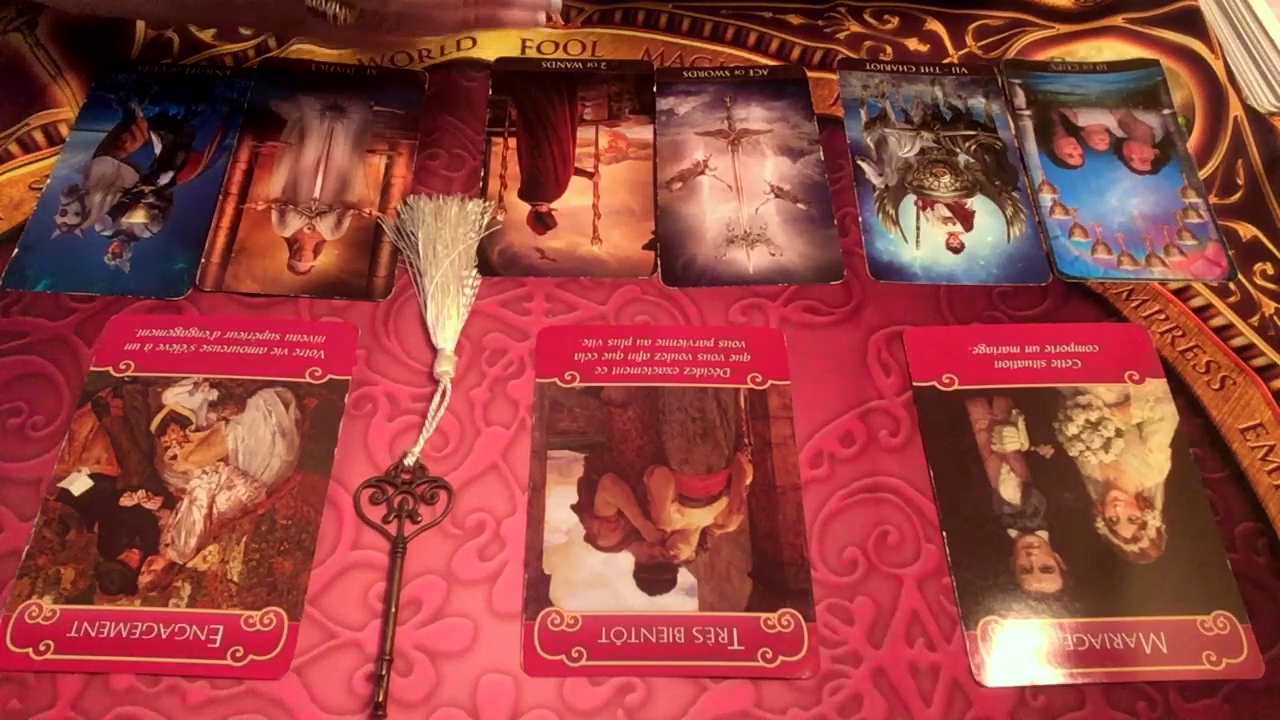 WORLD FOOL MAGIC
2 OF WANDS
ACE OF SWORDS
VII - THE CHARIOT
10 OF CUPS
EMPRESS
EM
Votre vie amoureuse s'élève à un
niveau supérieur d'engagement.
ENGAGEMENT
Décidez exactement ce
que vous voulez afin que cela
vous parvienne au plus vite.
TRÈS BIENTÔT
Cette situation
comporte un mariage.
MARIAGE